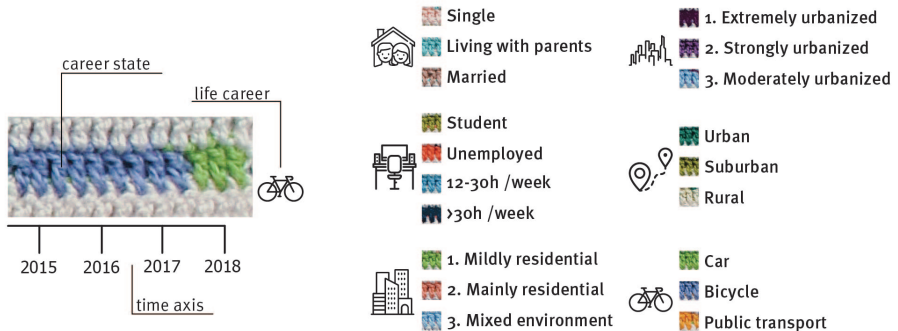 career state
life career
2015 2016 2017 2018
time axis
Single
Living with parents
Married
Student
Unemployed
12-30h /week
>30h /week
1. Mildly residential
2. Mainly residential
3. Mixed environment
1. Extremely urbanized
2. Strongly urbanized
3. Moderately urbanized
Urban
Suburban
Rural
Car
Bicycle
Public transport